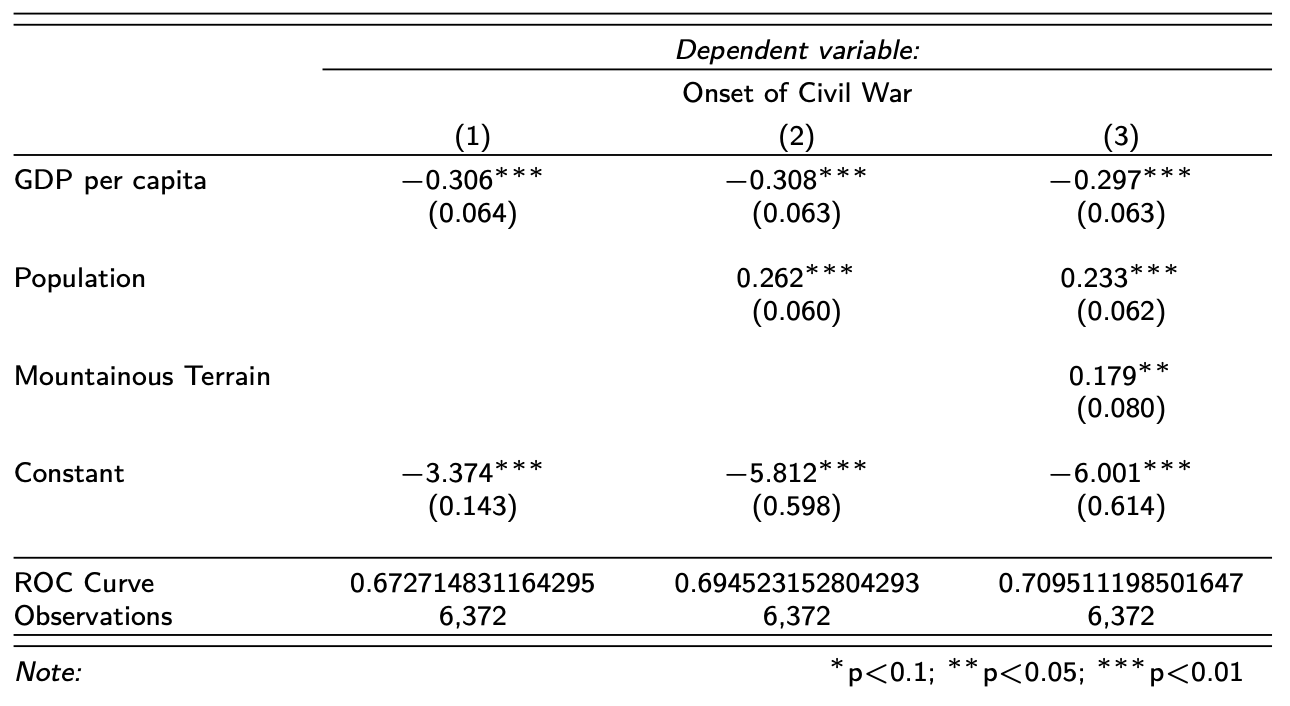 Dependent variable:
Onset of Civil War
(1) (2) (3)
GDP per capita −0.306*** −0.308*** −0.297***
(0.064) (0.063) (0.063)
Population 0.262*** 0.233***
(0.060) (0.062)
Mountainous Terrain 0.179**
(0.080)
Constant −3.374*** −5.812*** −6.001***
(0.143) (0.598) (0.614)
ROC Curve 0.672714831164295 0.694523152804293 0.709511198501647
Observations 6,372 6,372 6,372
Note: *p<0.1; **p<0.05; ***p<0.01